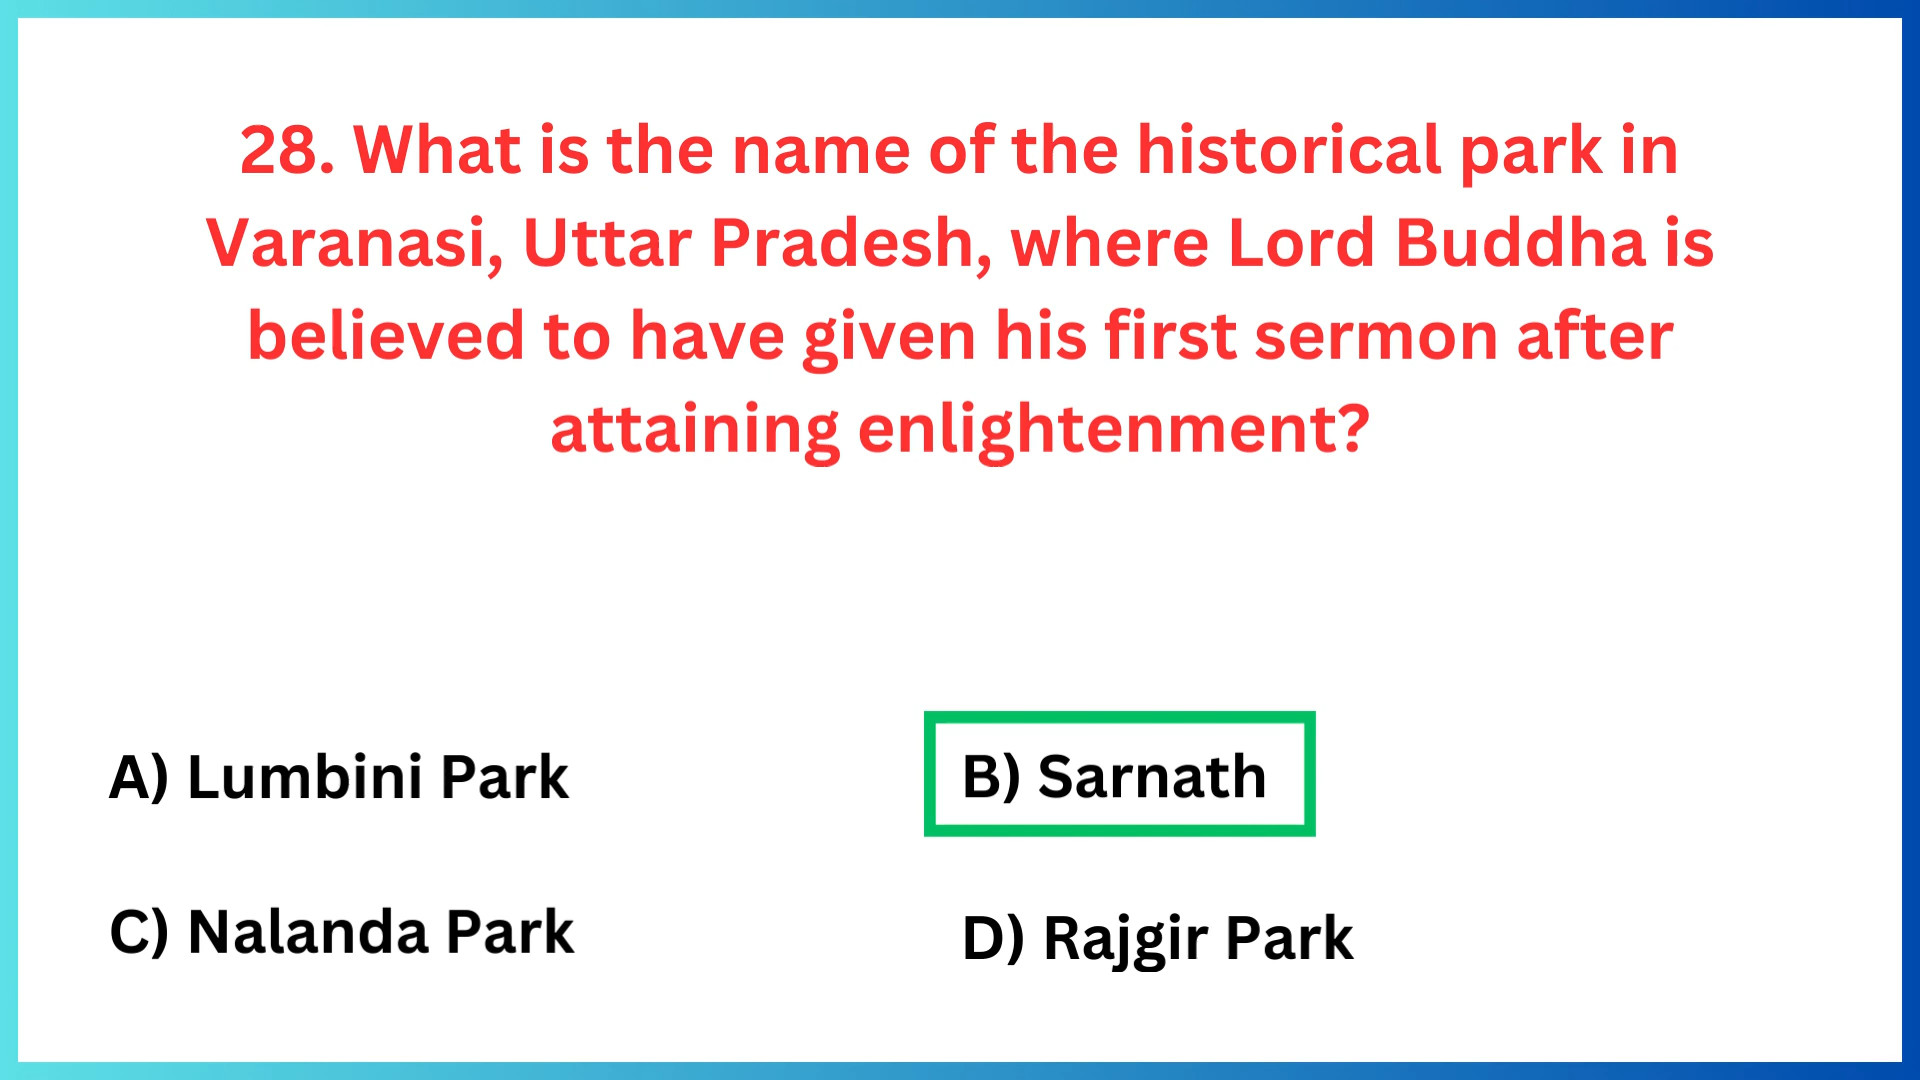 28. What is the name of the historical park in
Varanasi, Uttar Pradesh, where Lord Buddha is
believed to have given his first sermon after
attaining enlightenment?
A) Lumbini Park
B) Sarnath
C) Nalanda Park
D) Rajgir Park